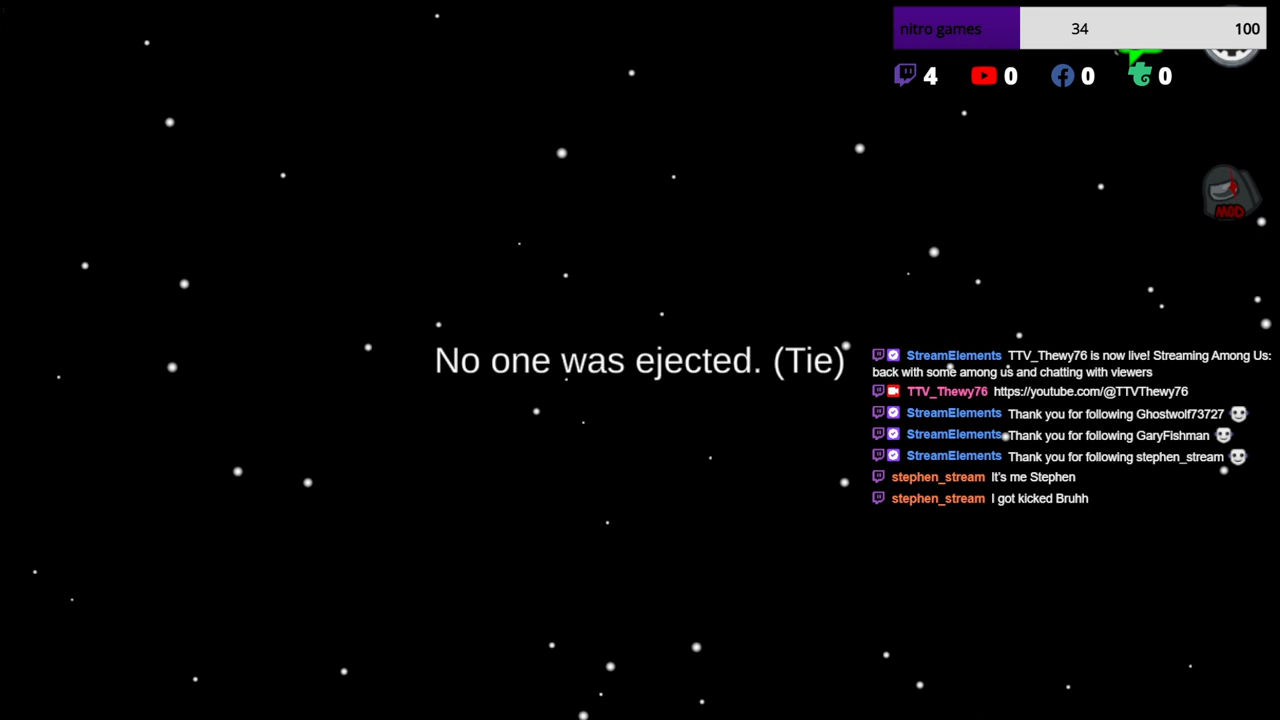 nitro games 34 100
4 0 0 0
MOD
No one was ejected. (Tie)
StreamElements TTV_Thewy76 is now live! Streaming Among Us:
back with some among us and chatting with viewers
TTV_Thewy76 https://youtube.com/@TTVThewy76
StreamElements Thank you for following Ghostwolf73727
StreamElements Thank you for following GaryFishman
StreamElements Thank you for following stephen_stream
stephen_stream It's me Stephen
stephen_stream I got kicked Bruhh